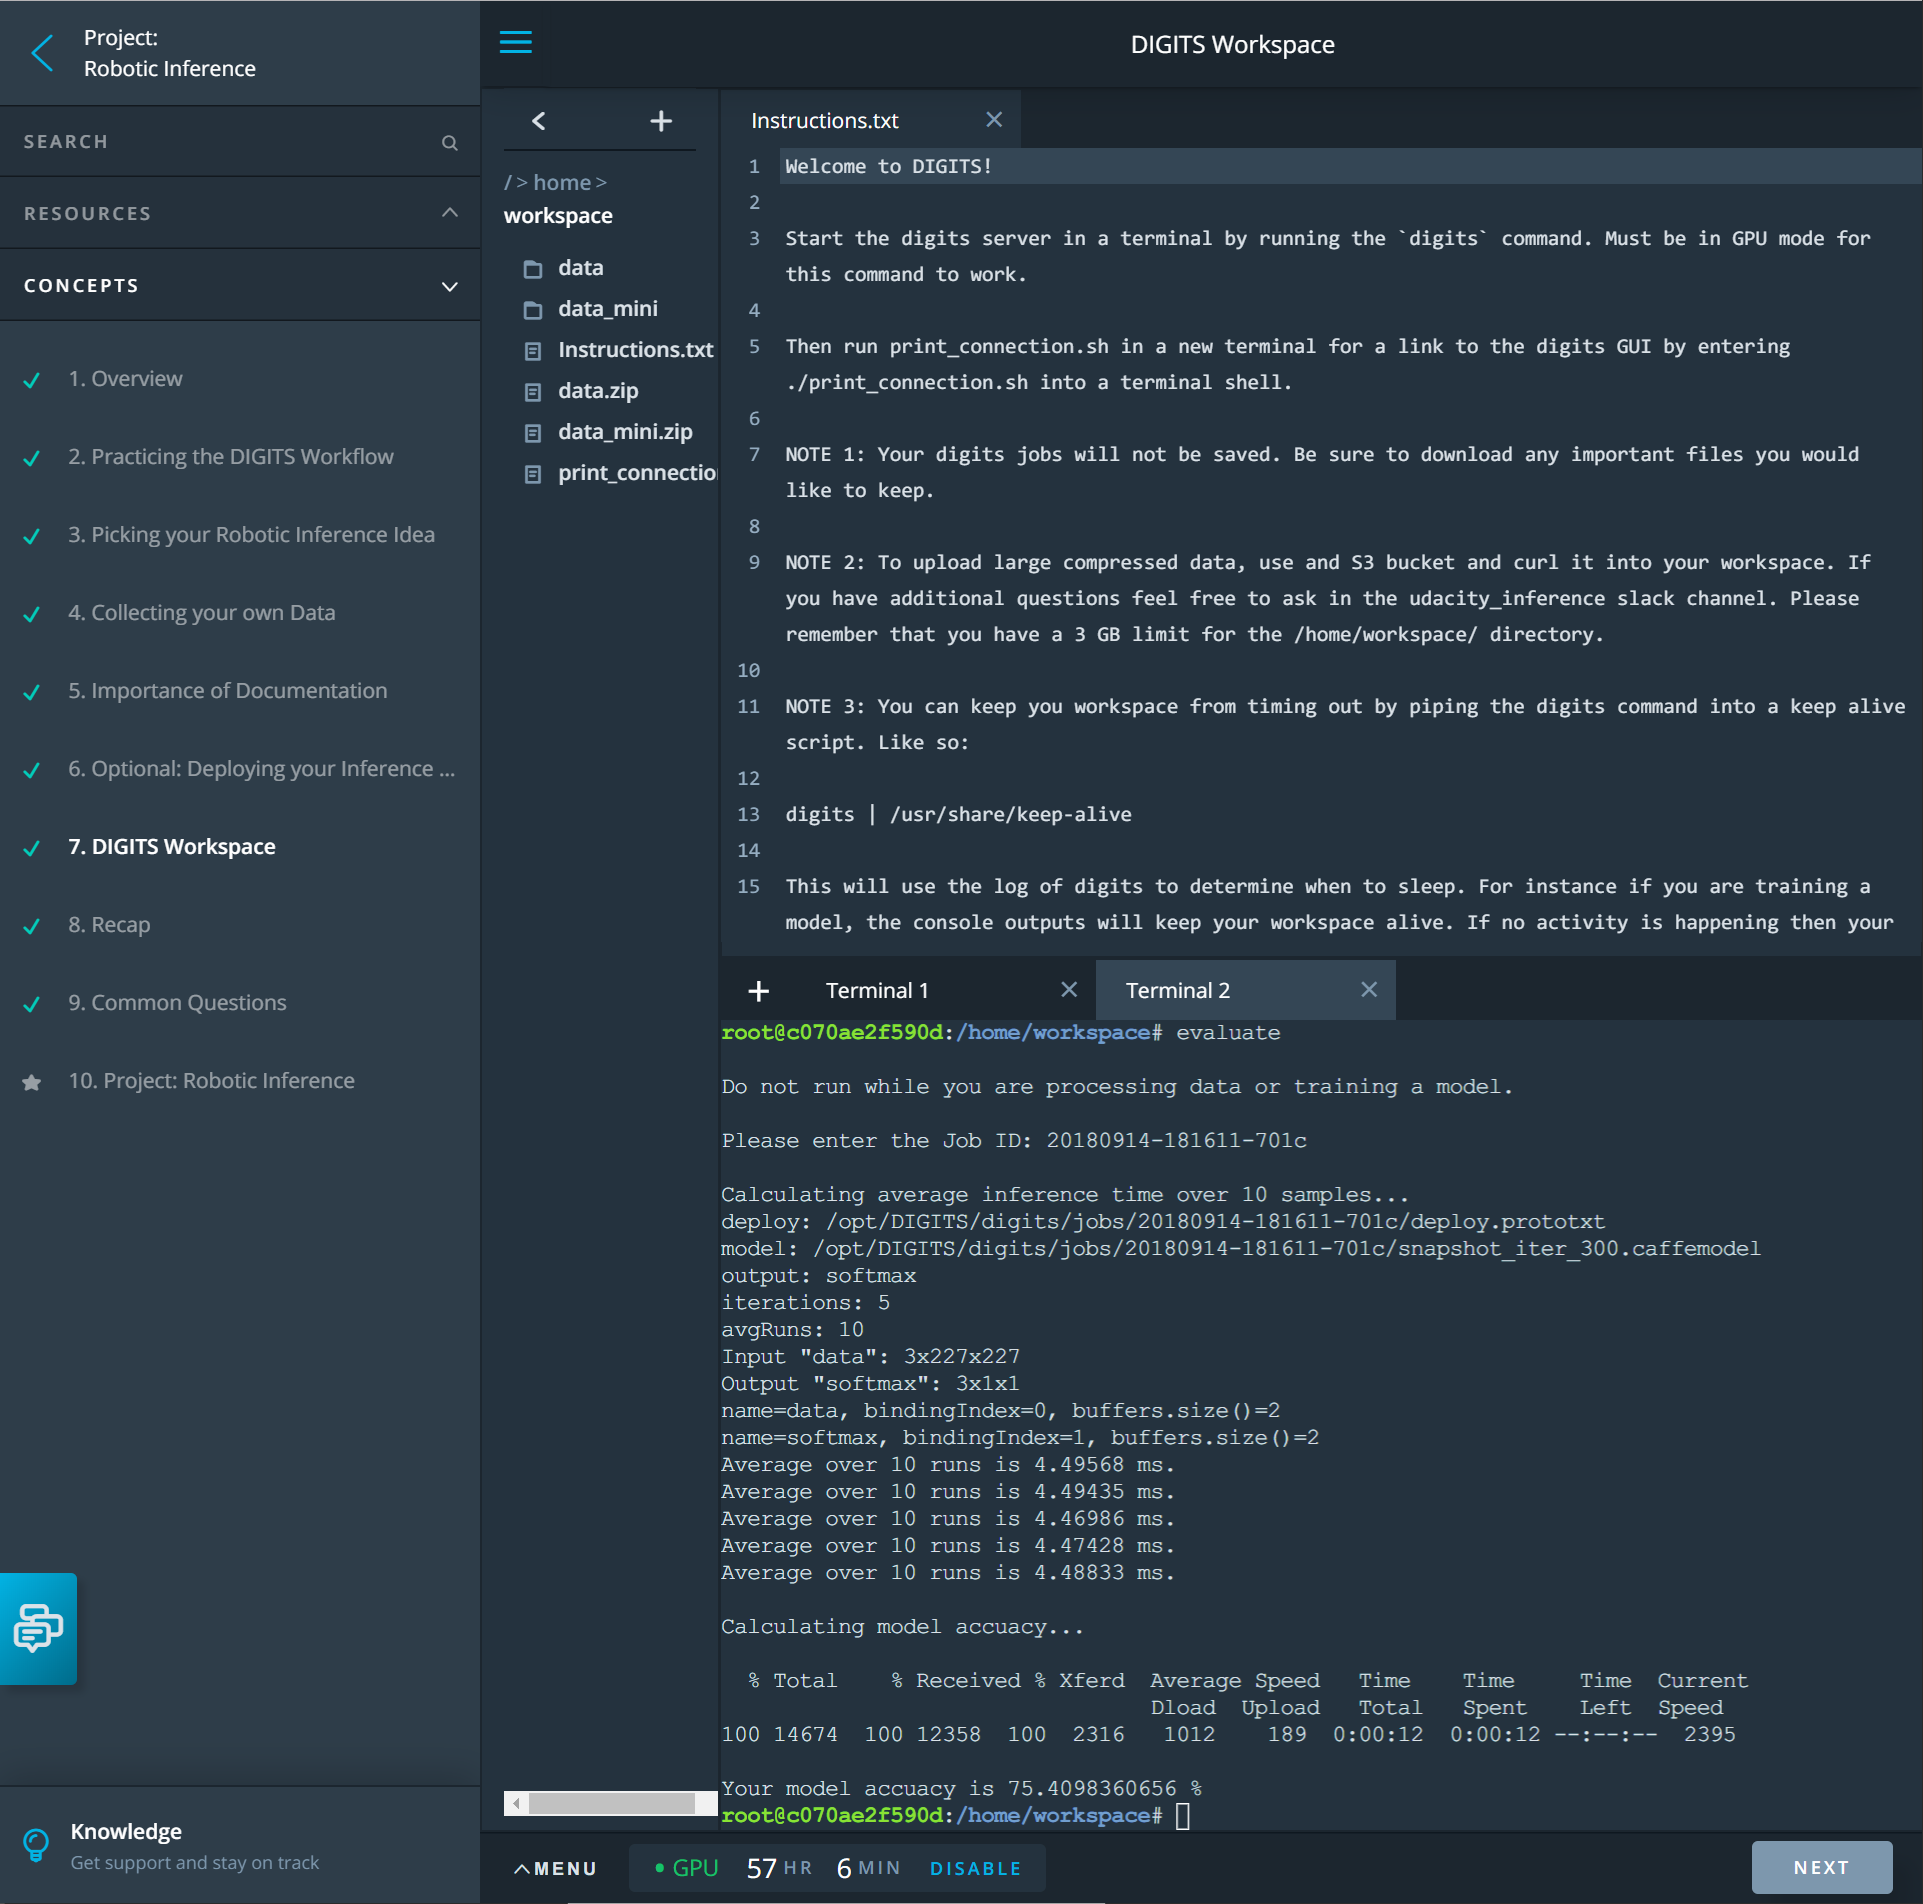 Project:
Robotic Inference
SEARCH
RESOURCES
CONCEPTS
1. Overview
2. Practicing the DIGITS Workflow
3. Picking your Robotic Inference Idea
4. Collecting your own Data
5. Importance of Documentation
6. Optional: Deploying your Inference ...
7. DIGITS Workspace
8. Recap
9. Common Questions
10. Project: Robotic Inference
Knowledge
Get support and stay on track
DIGITS Workspace
/ > home >
workspace
data
data_mini
Instructions.txt
data.zip
data_mini.zip
print_connectio
Instructions.txt
1 Welcome to DIGITS!
2
3 Start the digits server in a terminal by running the `digits` command. Must be in GPU mode for
this command to work.
4
5 Then run print_connection.sh in a new terminal for a link to the digits GUI by entering
./print_connection.sh into a terminal shell.
6
7 NOTE 1: Your digits jobs will not be saved. Be sure to download any important files you would
like to keep.
8
9 NOTE 2: To upload large compressed data, use and S3 bucket and curl it into your workspace. If
you have additional questions feel free to ask in the udacity_inference slack channel. Please
remember that you have a 3 GB limit for the /home/workspace/ directory.
10
11 NOTE 3: You can keep you workspace from timing out by piping the digits command into a keep alive
script. Like so:
12
13 digits | /usr/share/keep-alive
14
15 This will use the log of digits to determine when to sleep. For instance if you are training a
model, the console outputs will keep your workspace alive. If no activity is happening then your
Terminal 1 Terminal 2
root@c070ae2f590d:/home/workspace# evaluate
Do not run while you are processing data or training a model.
Please enter the Job ID: 20180914-181611-701c
Calculating average inference time over 10 samples...
deploy: /opt/DIGITS/digits/jobs/20180914-181611-701c/deploy.prototxt
model: /opt/DIGITS/digits/jobs/20180914-181611-701c/snapshot_iter_300.caffemodel
output: softmax
iterations: 5
avgRuns: 10
Input "data": 3x227x227
Output "softmax": 3x1x1
name=data, bindingIndex=0, buffers.size()=2
name=softmax, bindingIndex=1, buffers.size()=2
Average over 10 runs is 4.49568 ms.
Average over 10 runs is 4.49435 ms.
Average over 10 runs is 4.46986 ms.
Average over 10 runs is 4.47428 ms.
Average over 10 runs is 4.48833 ms.
Calculating model accuacy...
% Total % Received % Xferd Average Speed Time Time Time Current
Dload Upload Total Spent Left Speed
100 14674 100 12358 100 2316 1012 189 0:00:12 0:00:12 --:--:-- 2395
Your model accuacy is 75.4098360656 %
root@c070ae2f590d:/home/workspace#
MENU GPU 57 HR 6 MIN DISABLE NEXT